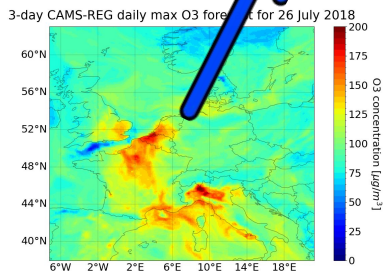 3-day CAMS-REG daily max O3 for t for 26 July 2018
60°N
56°N
52°N
48°N
44°N
40°N
6°W 2°W 2°E 6°E 10°E 14°E 18°E
200
175
150
125
100
75
50
25
0
O3 concentration [μg/m³]